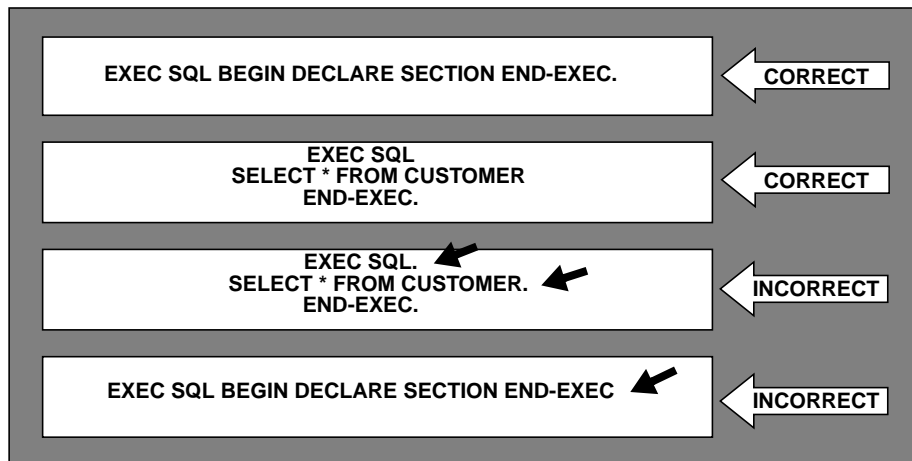 EXEC SQL BEGIN DECLARE SECTION END-EXEC.
CORRECT
EXEC SQL
SELECT * FROM CUSTOMER
END-EXEC.
CORRECT
EXEC SQL.
SELECT * FROM CUSTOMER.
END-EXEC.
INCORRECT
EXEC SQL BEGIN DECLARE SECTION END-EXEC
INCORRECT